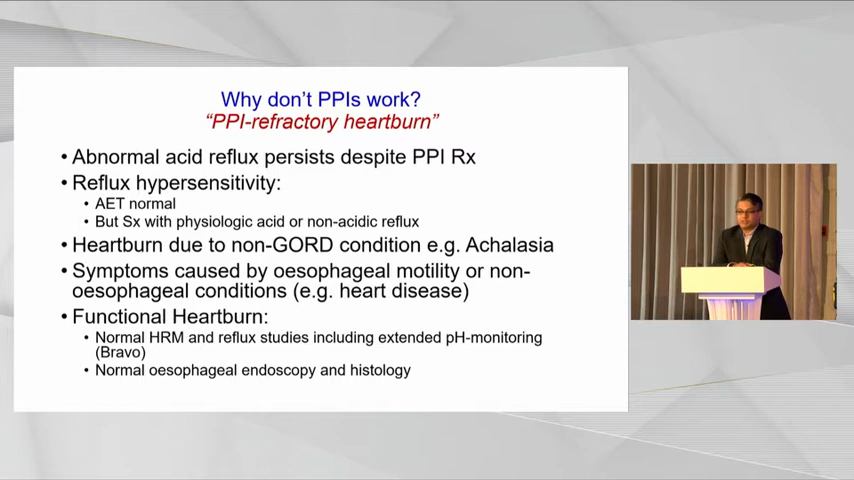 Why don't PPIs work?
“PPI-refractory heartburn”
• Abnormal acid reflux persists despite PPI Rx
• Reflux hypersensitivity:
• AET normal
• But Sx with physiologic acid or non-acidic reflux
• Heartburn due to non-GORD condition e.g. Achalasia
• Symptoms caused by oesophageal motility or non-
oesophageal conditions (e.g. heart disease)
• Functional Heartburn:
• Normal HRM and reflux studies including extended pH-monitoring
(Bravo)
• Normal oesophageal endoscopy and histology